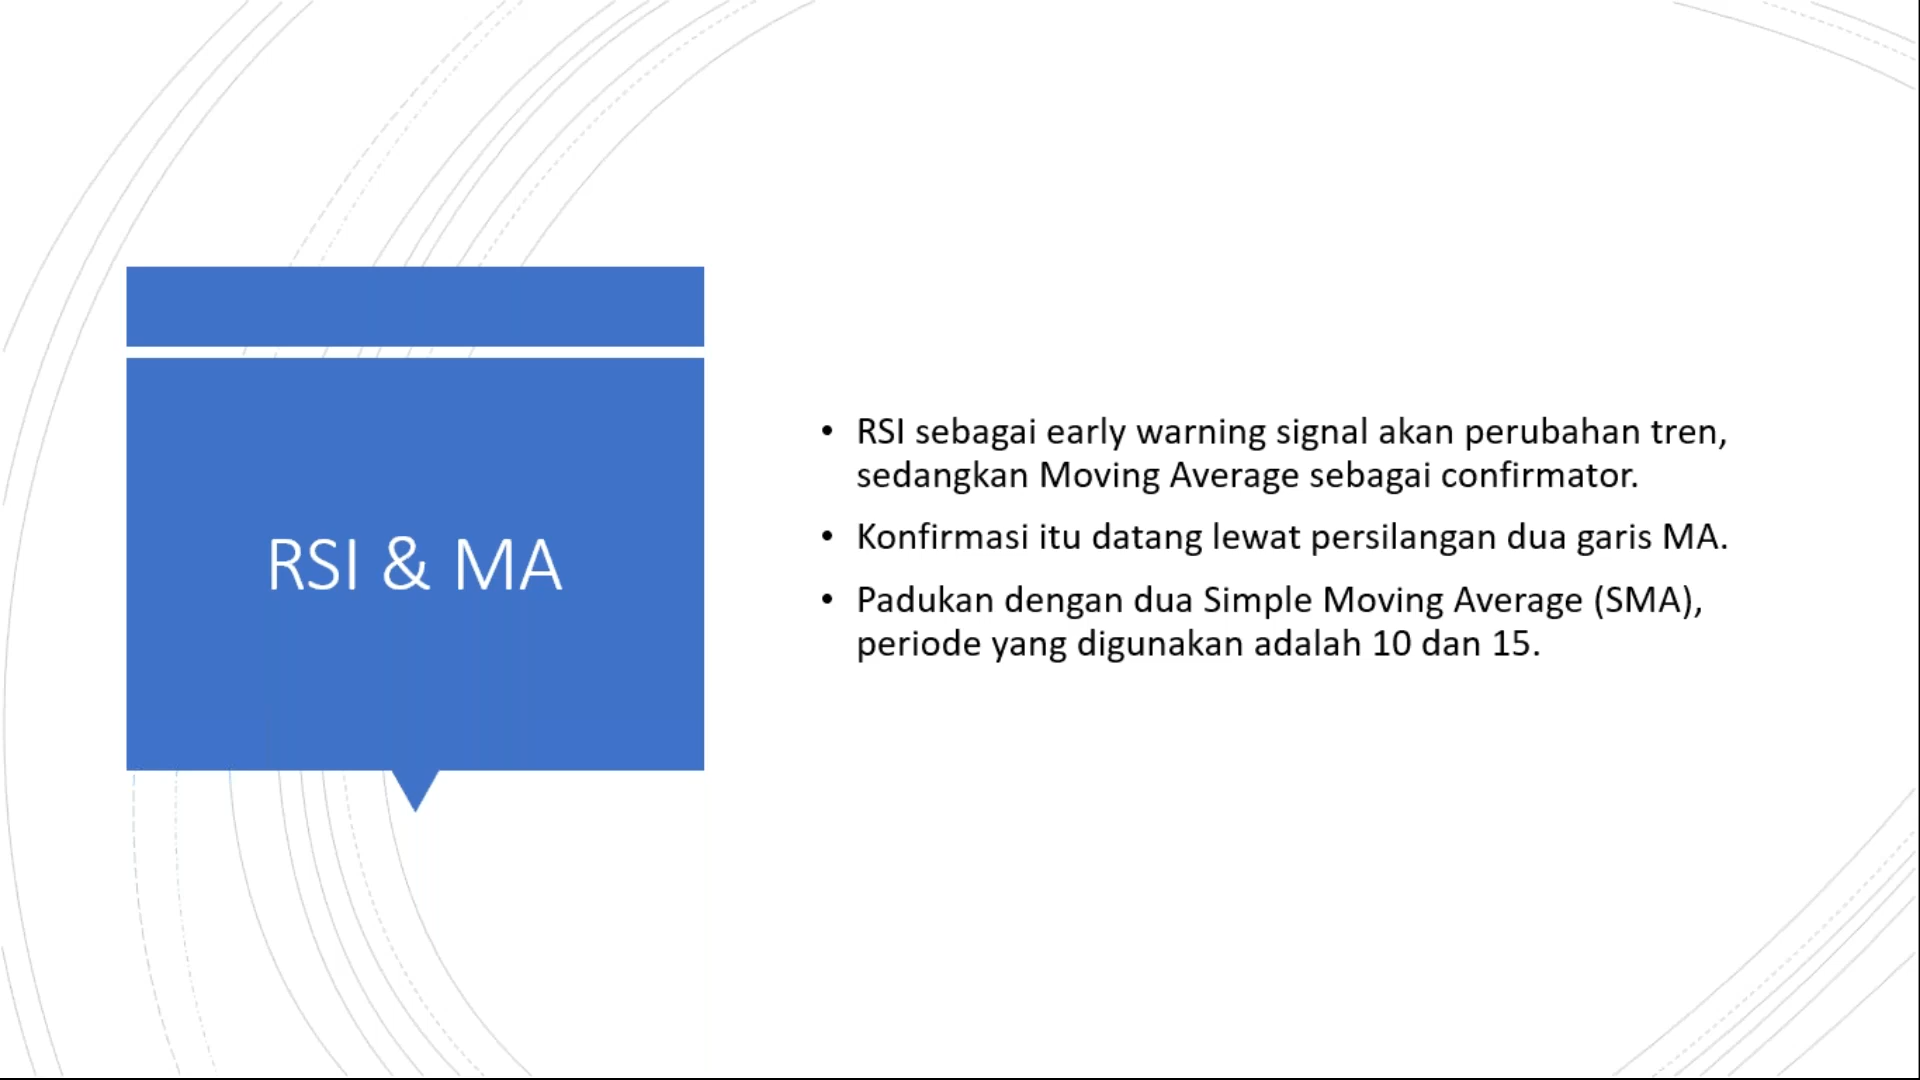 RSI & MA
• RSI sebagai early warning signal akan perubahan tren,
sedangkan Moving Average sebagai confirmator.
• Konfirmasi itu datang lewat persilangan dua garis MA.
• Padukan dengan dua Simple Moving Average (SMA),
periode yang digunakan adalah 10 dan 15.